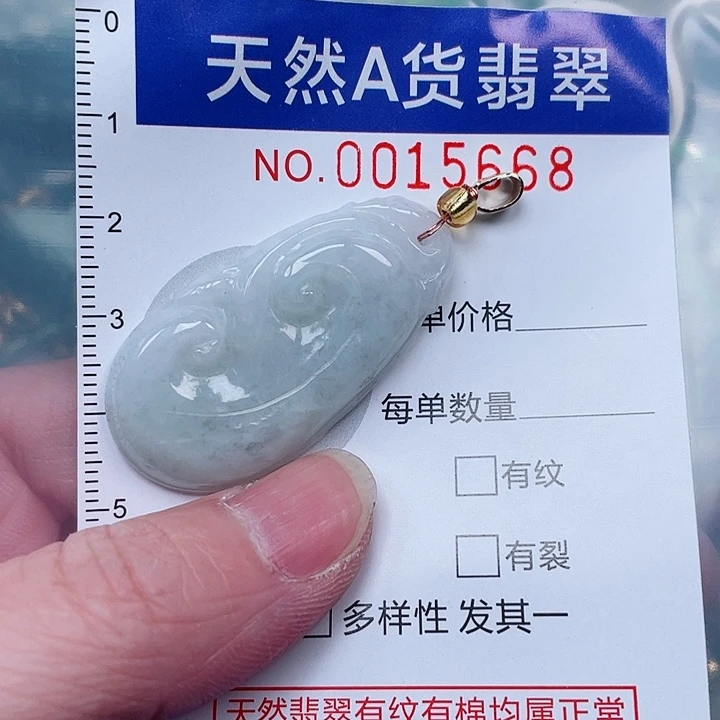 天然A货翡翠
NO.0015668
0
1
2
3
5
单价格
每单数量
有纹
有裂
多样性 发其一
天然翡翠有纹有棉均属正常